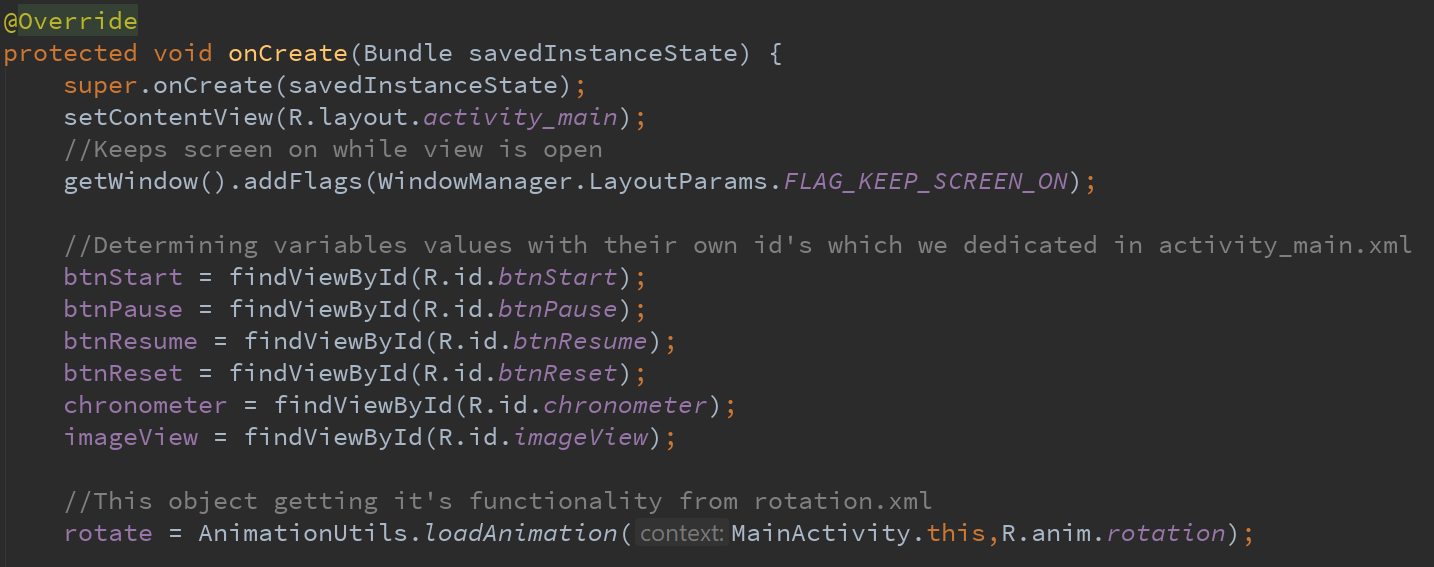 @Override
protected void onCreate(Bundle savedInstanceState) {
super.onCreate(savedInstanceState);
setContentView(R.layout.activity_main);
//Keeps screen on while view is open
getWindow().addFlags(WindowManager.LayoutParams.FLAG_KEEP_SCREEN_ON);
//Determining variables values with their own id's which we dedicated in activity_main.xml
btnStart = findViewById(R.id.btnStart);
btnPause = findViewById(R.id.btnPause);
btnResume = findViewById(R.id.btnResume);
btnReset = findViewById(R.id.btnReset);
chronometer = findViewById(R.id.chronometer);
imageView = findViewById(R.id.imageView);
//This object getting it's functionality from rotation.xml
rotate = AnimationUtils.loadAnimation( context: MainActivity.this,R.anim.rotation);